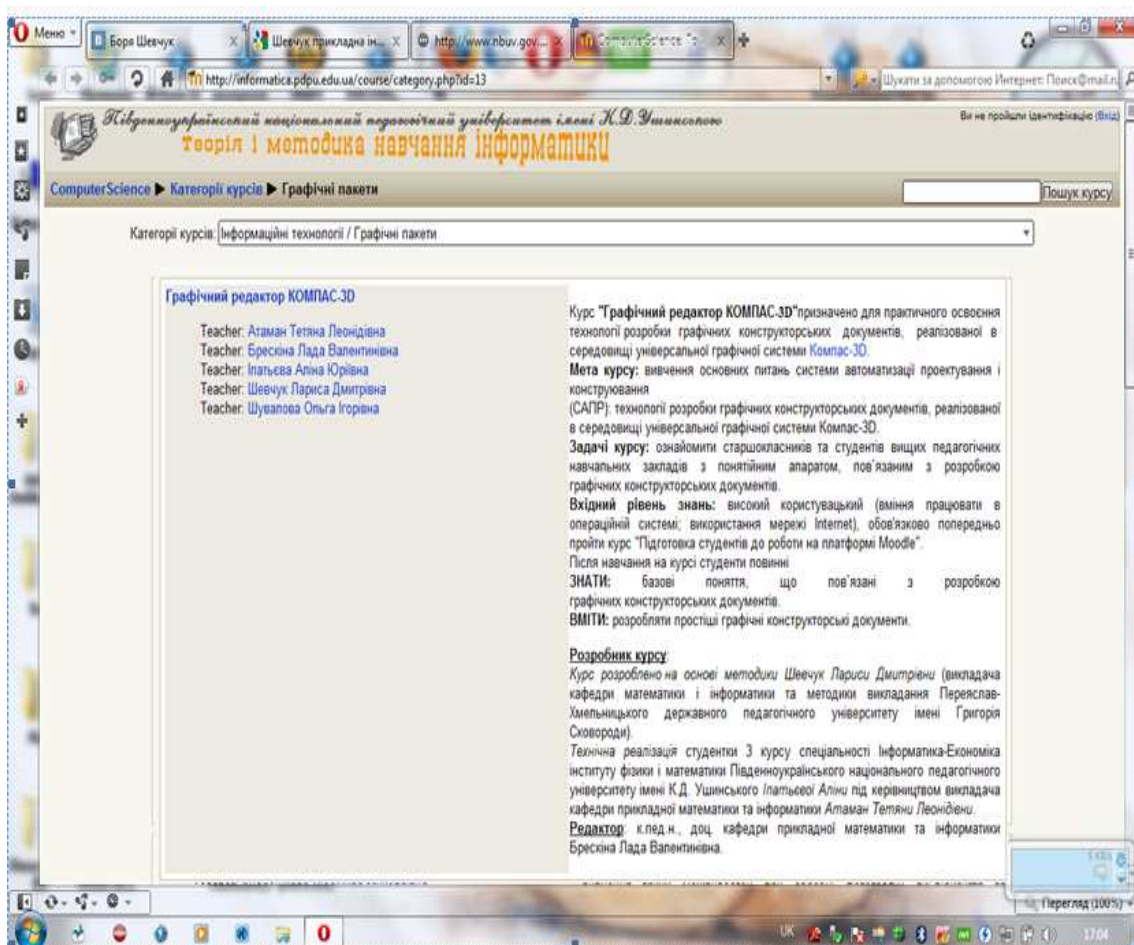 Меню
Боря Шевчук
Шевчук прикладна ін...
http://www.nbuv.gov....
http://informatica.pdpu.edu.ua/course/category.php?id=13
Шукати за допомогою Интернет: Поиск@mail.ru
Південноукраїнський національний педагогічний університет імені К.Д.Ушинського
Теорія і методика навчання інформатики
Ви не пройшли ідентифікацію (Вхід)
ComputerScience ► Категорії курсів ► Графічні пакети
Пошук курсу
Категорії курсів: Інформаційні технології / Графічні пакети
Графічний редактор КОМПАС-3D
Teacher: Атаман Тетяна Леонідівна
Teacher: Брескіна Лада Валентинівна
Teacher: Іпатьєва Аліна Юріївна
Teacher: Шевчук Лариса Дмитрівна
Teacher: Шувалова Ольга Ігорівна
Курс "Графічний редактор КОМПАС-3D"призначено для практичного освоєння
технології розробки графічних конструкторських документів, реалізованої в
середовищі універсальної графічної системи Компас-3D.
Мета курсу: вивчення основних питань системи автоматизації проектування і
конструювання
(САПР): технології розробки графічних конструкторських документів, реалізованої
в середовищі універсальної графічної системи Компас-3D.
Задачі курсу: ознайомити старшокласників та студентів вищих педагогічних
навчальних закладів з понятійним апаратом, пов'язаним з розробкою
графічних конструкторських документів.
Вхідний рівень знань: високий користувацький (вміння працювати в
операційній системі; використання мережі Internet), обов'язково попередньо
пройти курс "Підготовка студентів до роботи на платформі Moodle".
Після навчання на курсі студенти повинні
ЗНАТИ: базові поняття, що пов'язані з розробкою
графічних конструкторських документів.
ВМІТИ: розробляти простіші графічні конструкторські документи.
Розробник курсу:
Курс розроблено на основі методики Шевчук Лариси Дмитрівни (викладача
кафедри математики і інформатики та методики викладання Переяслав-
Хмельницького державного педагогічного університету імені Григорія
Сковороди).
Технічна реалізація студентки 3 курсу спеціальності Інформатика-Економіка
інституту фізики і математики Південноукраїнського національного педагогічного
університету імені К.Д. Ушинського Іпатьєвої Аліни під керівництвом викладача
кафедри прикладної математики та інформатики Атаман Тетяни Леонідівни.
Редактор: к.пед.н., доц. кафедри прикладної математики та інформатики
Брескіна Лада Валентинівна.
Перегляд (100%)
UK
17:04